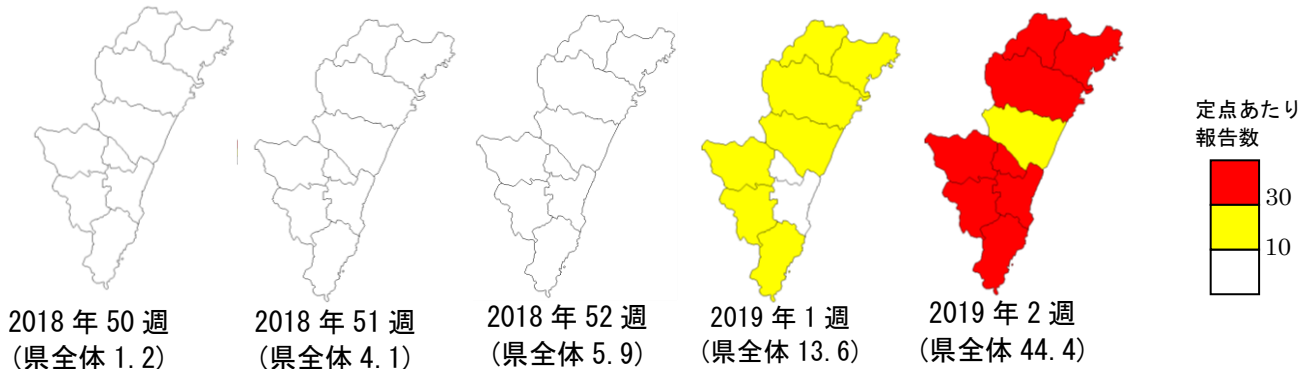 2018 年 50 週
(県全体 1.2)
2018 年 51 週
(県全体 4.1)
2018 年 52 週
(県全体 5.9)
2019 年 1 週
(県全体 13.6)
2019 年 2 週
(県全体 44.4)
定点あたり
報告数
30
10